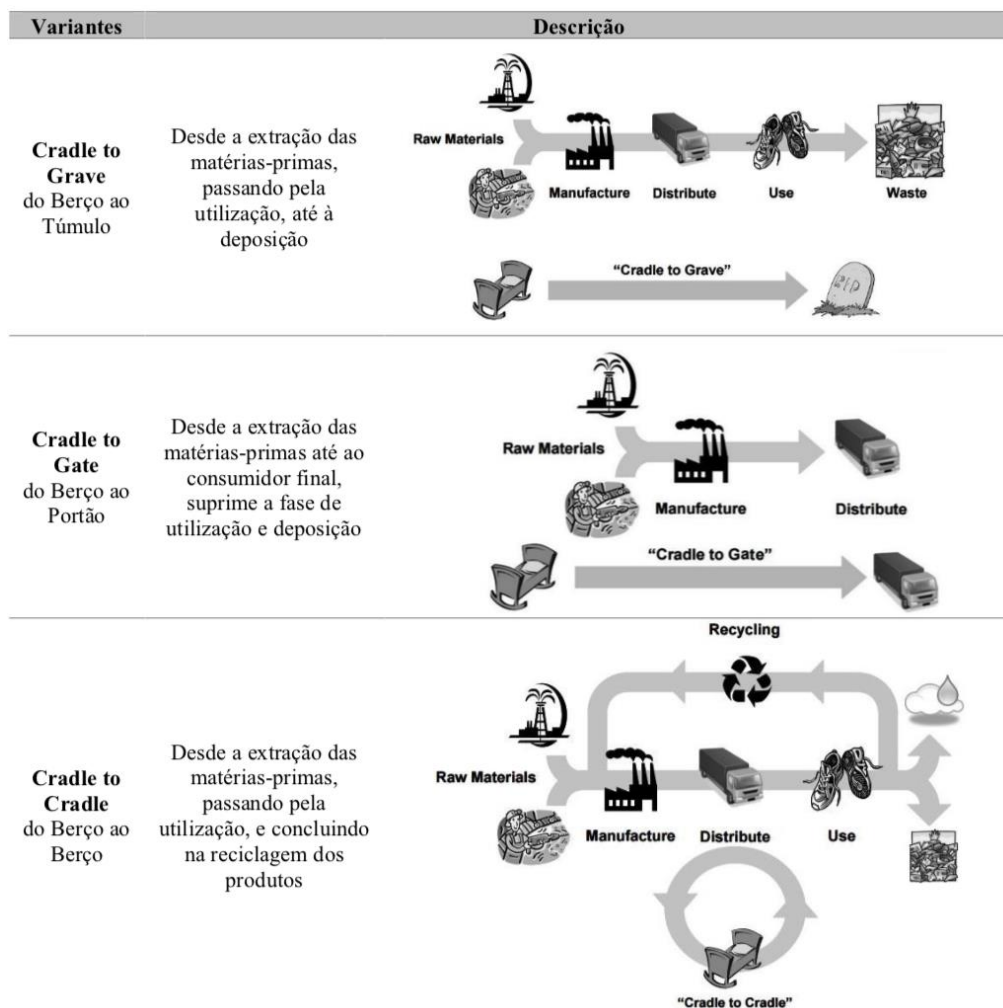 Variantes
Descrição
Cradle to
Grave
do Berço ao
Túmulo
Desde a extração das
matérias-primas,
passando pela
utilização, até à
deposição
Raw Materials
Manufacture
Distribute
Use
Waste
“Cradle to Grave”
RIP
Cradle to
Gate
do Berço ao
Portão
Desde a extração das
matérias-primas até ao
consumidor final,
suprime a fase de
utilização e deposição
Raw Materials
Manufacture
Distribute
“Cradle to Gate”
Cradle to
Cradle
do Berço ao
Berço
Desde a extração das
matérias-primas,
passando pela
utilização, e concluindo
na reciclagem dos
produtos
Recycling
Raw Materials
Manufacture
Distribute
Use
“Cradle to Cradle”